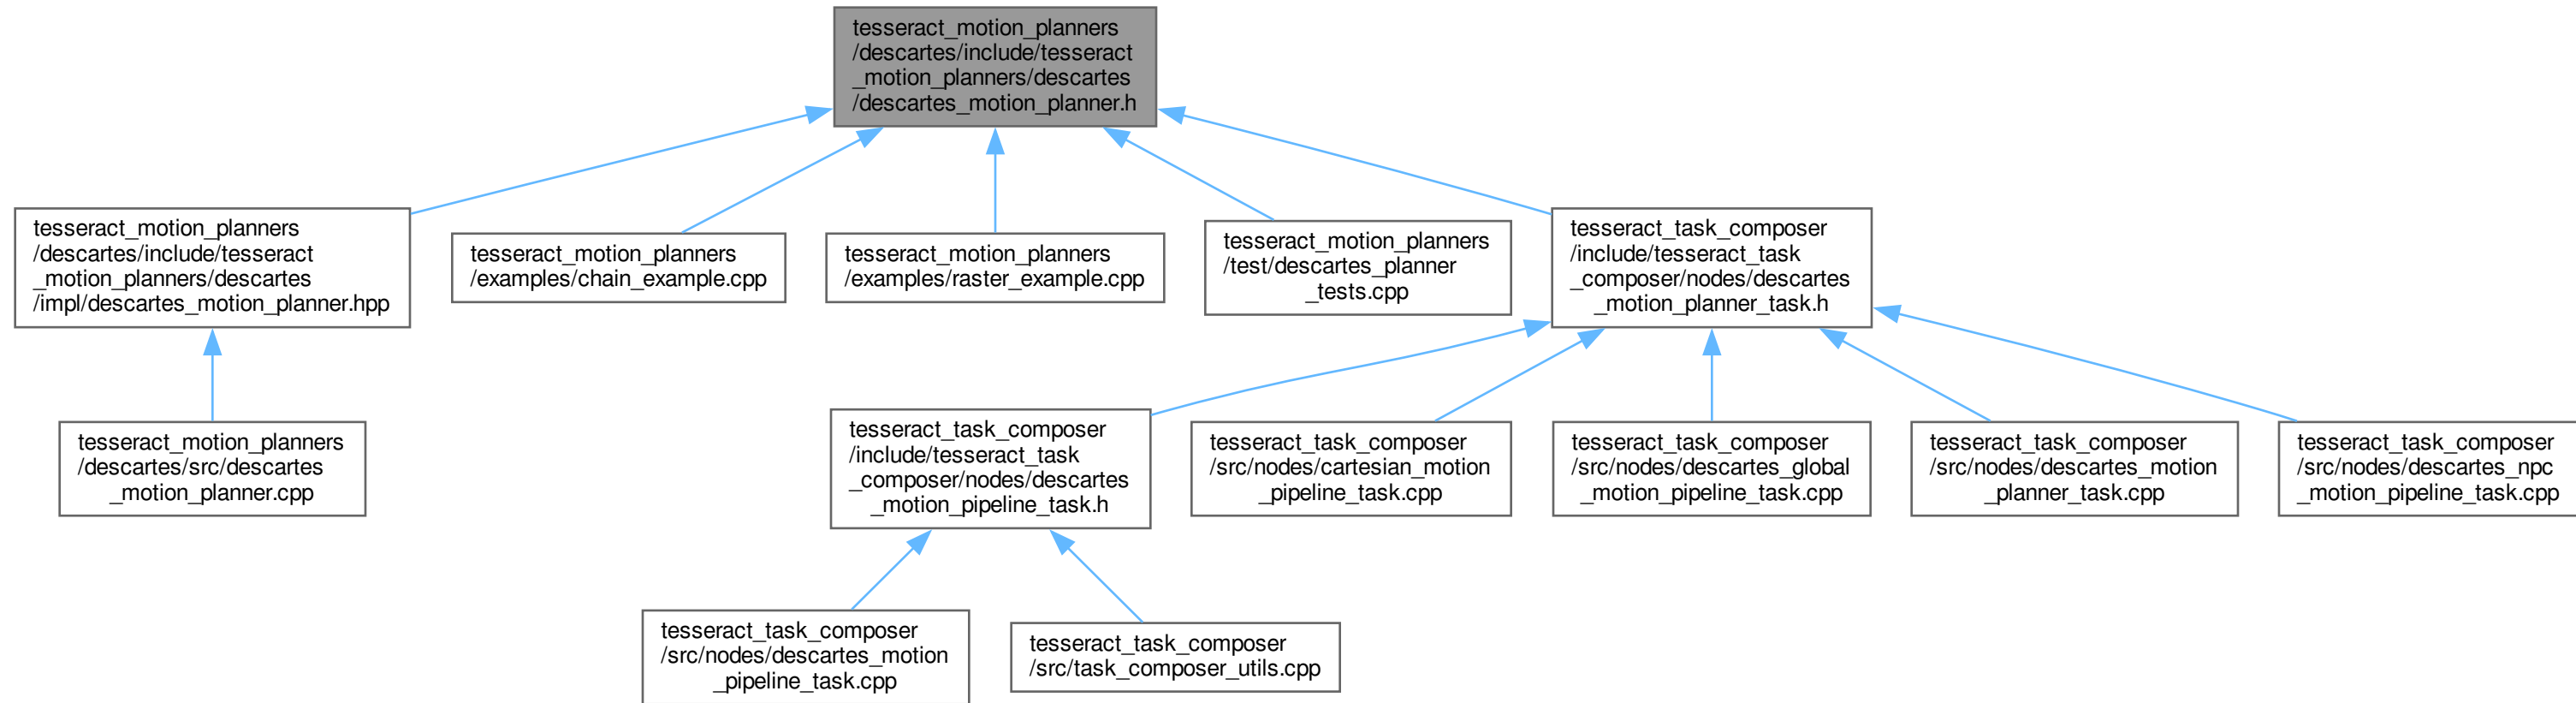 tesseract_motion_planners
/descartes/include/tesseract
_motion_planners/descartes
/descartes_motion_planner.h
tesseract_motion_planners
/descartes/include/tesseract
_motion_planners/descartes
/impl/descartes_motion_planner.hpp
tesseract_motion_planners
/examples/chain_example.cpp
tesseract_motion_planners
/examples/raster_example.cpp
tesseract_motion_planners
/test/descartes_planner
_tests.cpp
tesseract_task_composer
/include/tesseract_task
_composer/nodes/descartes
_motion_planner_task.h
tesseract_motion_planners
/descartes/src/descartes
_motion_planner.cpp
tesseract_task_composer
/include/tesseract_task
_composer/nodes/descartes
_motion_pipeline_task.h
tesseract_task_composer
/src/nodes/cartesian_motion
_pipeline_task.cpp
tesseract_task_composer
/src/nodes/descartes_global
_motion_pipeline_task.cpp
tesseract_task_composer
/src/nodes/descartes_motion
_planner_task.cpp
tesseract_task_composer
/src/nodes/descartes_npc
_motion_pipeline_task.cpp
tesseract_task_composer
/src/nodes/descartes_motion
_pipeline_task.cpp
tesseract_task_composer
/src/task_composer_utils.cpp